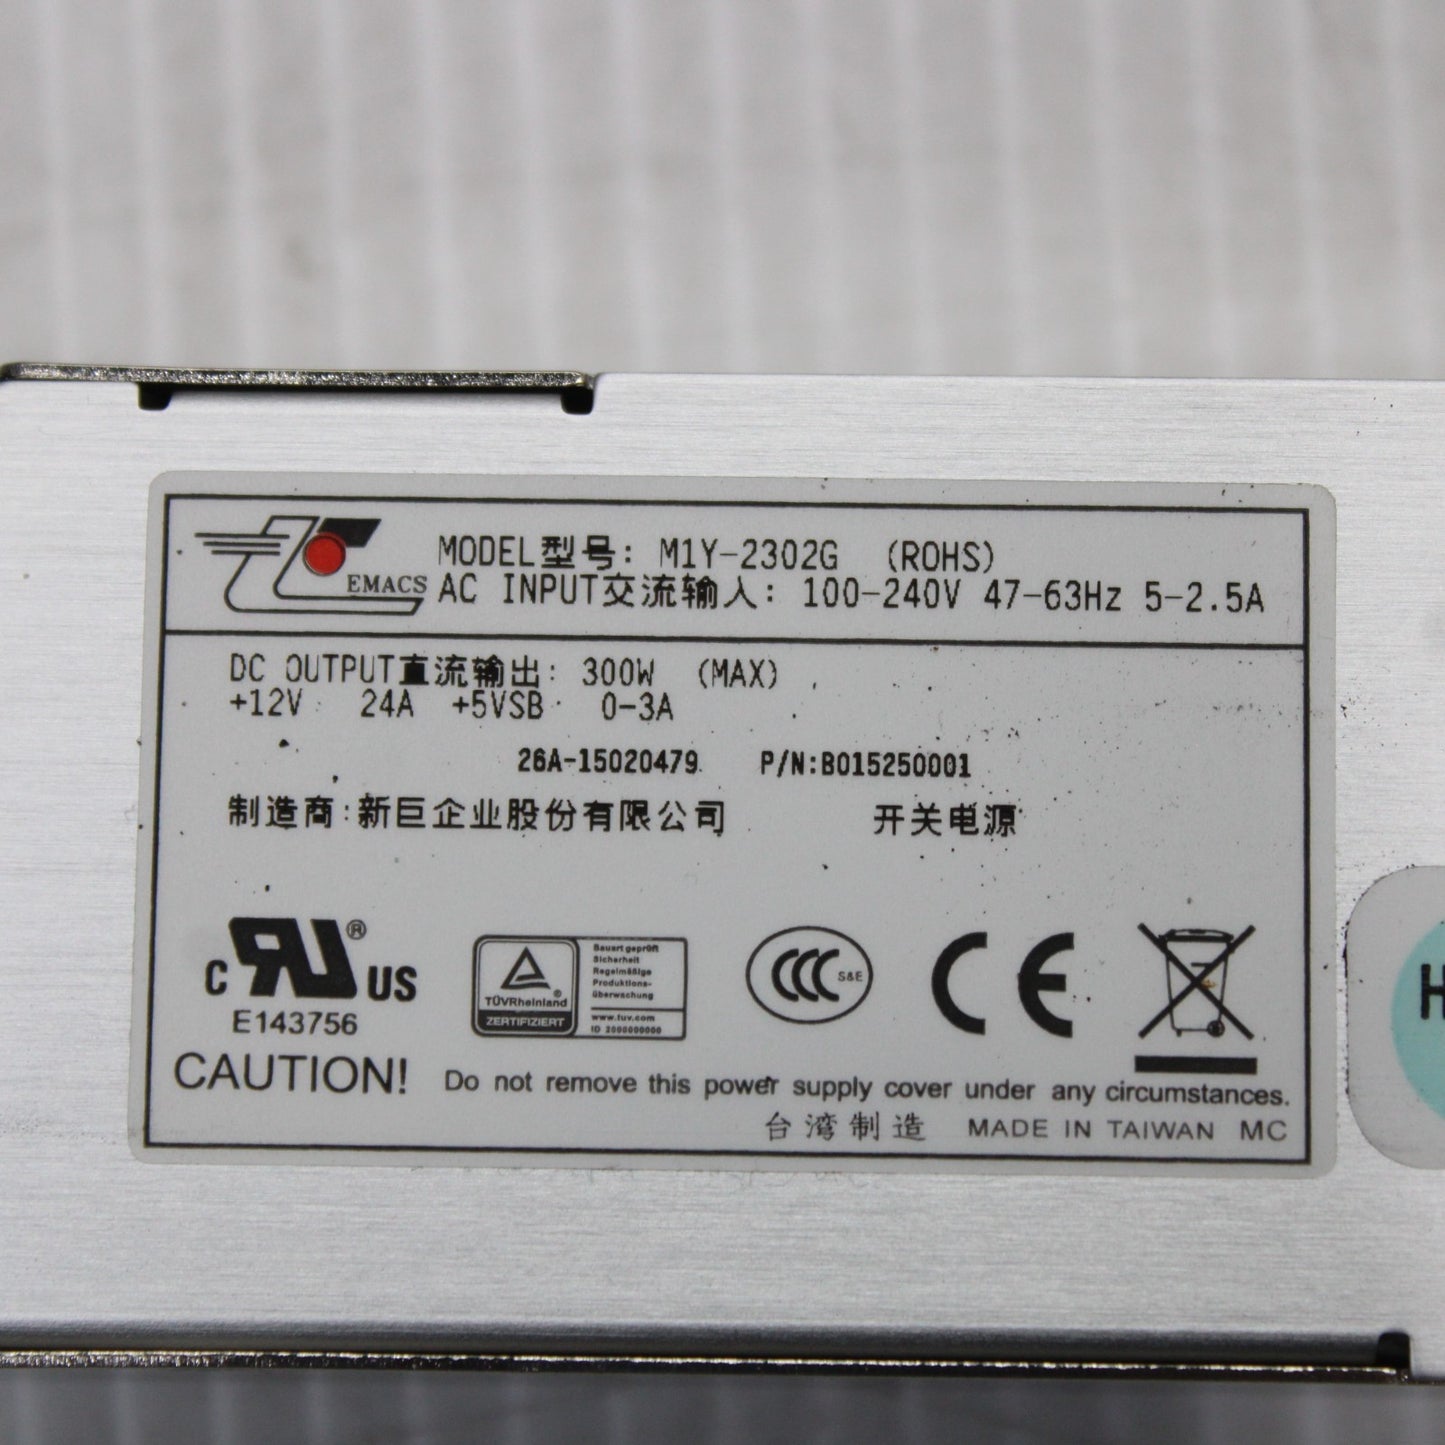 EMACS
MODEL型号: M1Y-2302G (ROHS)
AC INPUT交流输入: 100-240V 47-63Hz 5-2.5A
DC OUTPUT直流输出: 300W (MAX)
+12V 24A +5VSB 0-3A
26A-15020479 P/N:B015250001
制造商:新巨企业股份有限公司 开关电源
c RU ® US
E143756
TÜVRheinland ®
ZERTIFIZIERT
Bauart geprüft
Sicherheit
Regelmäßige
Produktions-
überwachung
www.tuv.com
ID 2000000000
CCC S&E
CE
CAUTION! Do not remove this power supply cover under any circumstances.
台湾制造 MADE IN TAIWAN MC
H